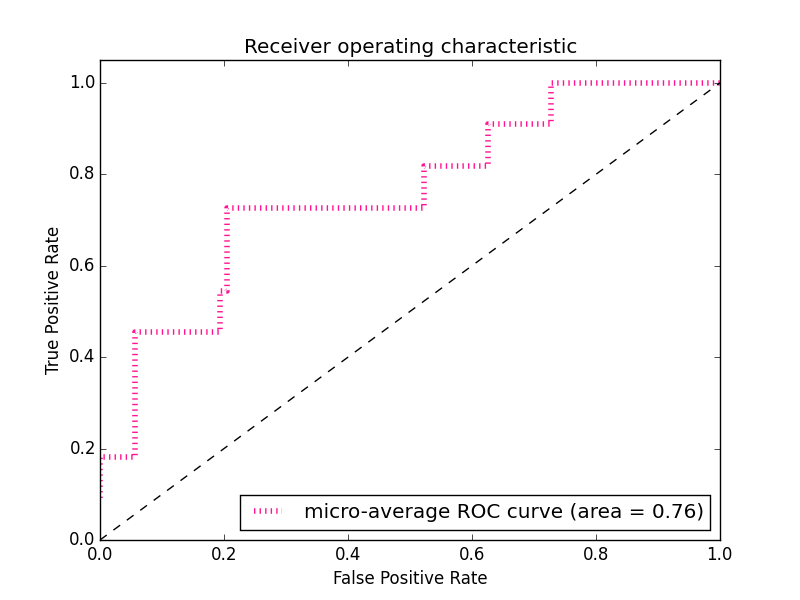 Receiver operating characteristic
True Positive Rate
1.0
0.8
0.6
0.4
0.2
0.0
micro-average ROC curve (area = 0.76)
0.0 0.2 0.4 0.6 0.8 1.0
False Positive Rate